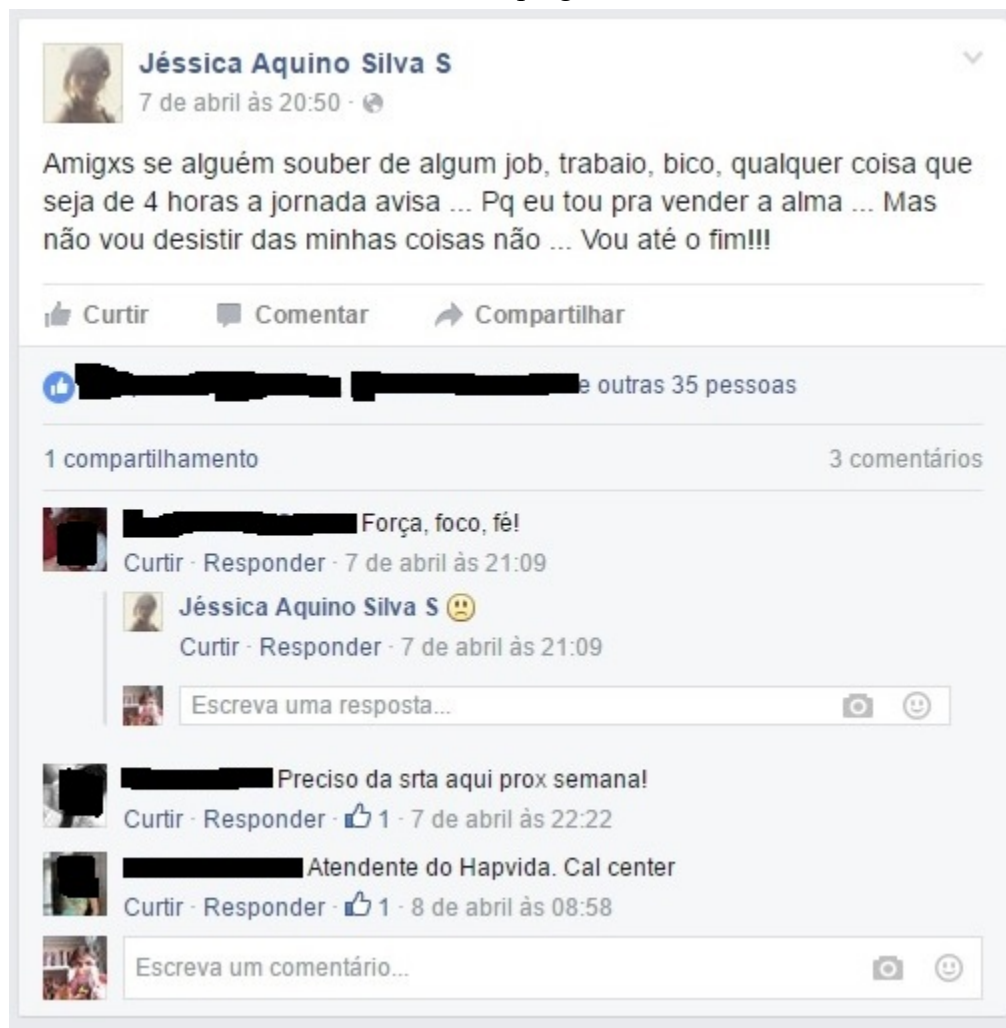 Jéssica Aquino Silva S
7 de abril às 20:50 ·
Amigxs se alguém souber de algum job, trabaio, bico, qualquer coisa que
seja de 4 horas a jornada avisa ... Pq eu tou pra vender a alma ... Mas
não vou desistir das minhas coisas não ... Vou até o fim!!!
Curtir Comentar Compartilhar
e outras 35 pessoas
1 compartilhamento 3 comentários
Força, foco, fé!
Curtir · Responder · 7 de abril às 21:09
Jéssica Aquino Silva S
Curtir · Responder · 7 de abril às 21:09
Escreva uma resposta...
Preciso da srta aqui prox semana!
Curtir · Responder · 1 · 7 de abril às 22:22
Atendente do Hapvida. Cal center
Curtir · Responder · 1 · 8 de abril às 08:58
Escreva um comentário...